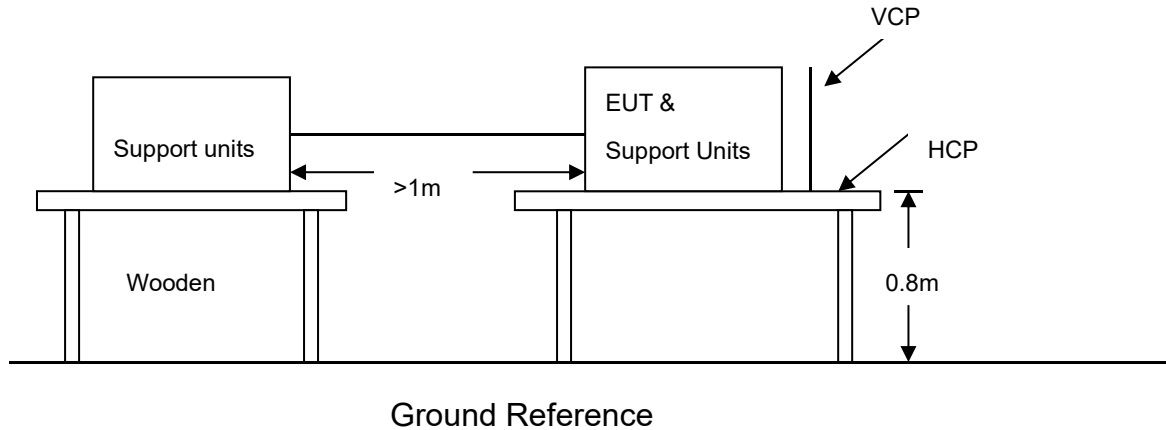 VCP
EUT &
Support units
Support Units
HCP
>1m
Wooden
0.8m
Ground Reference